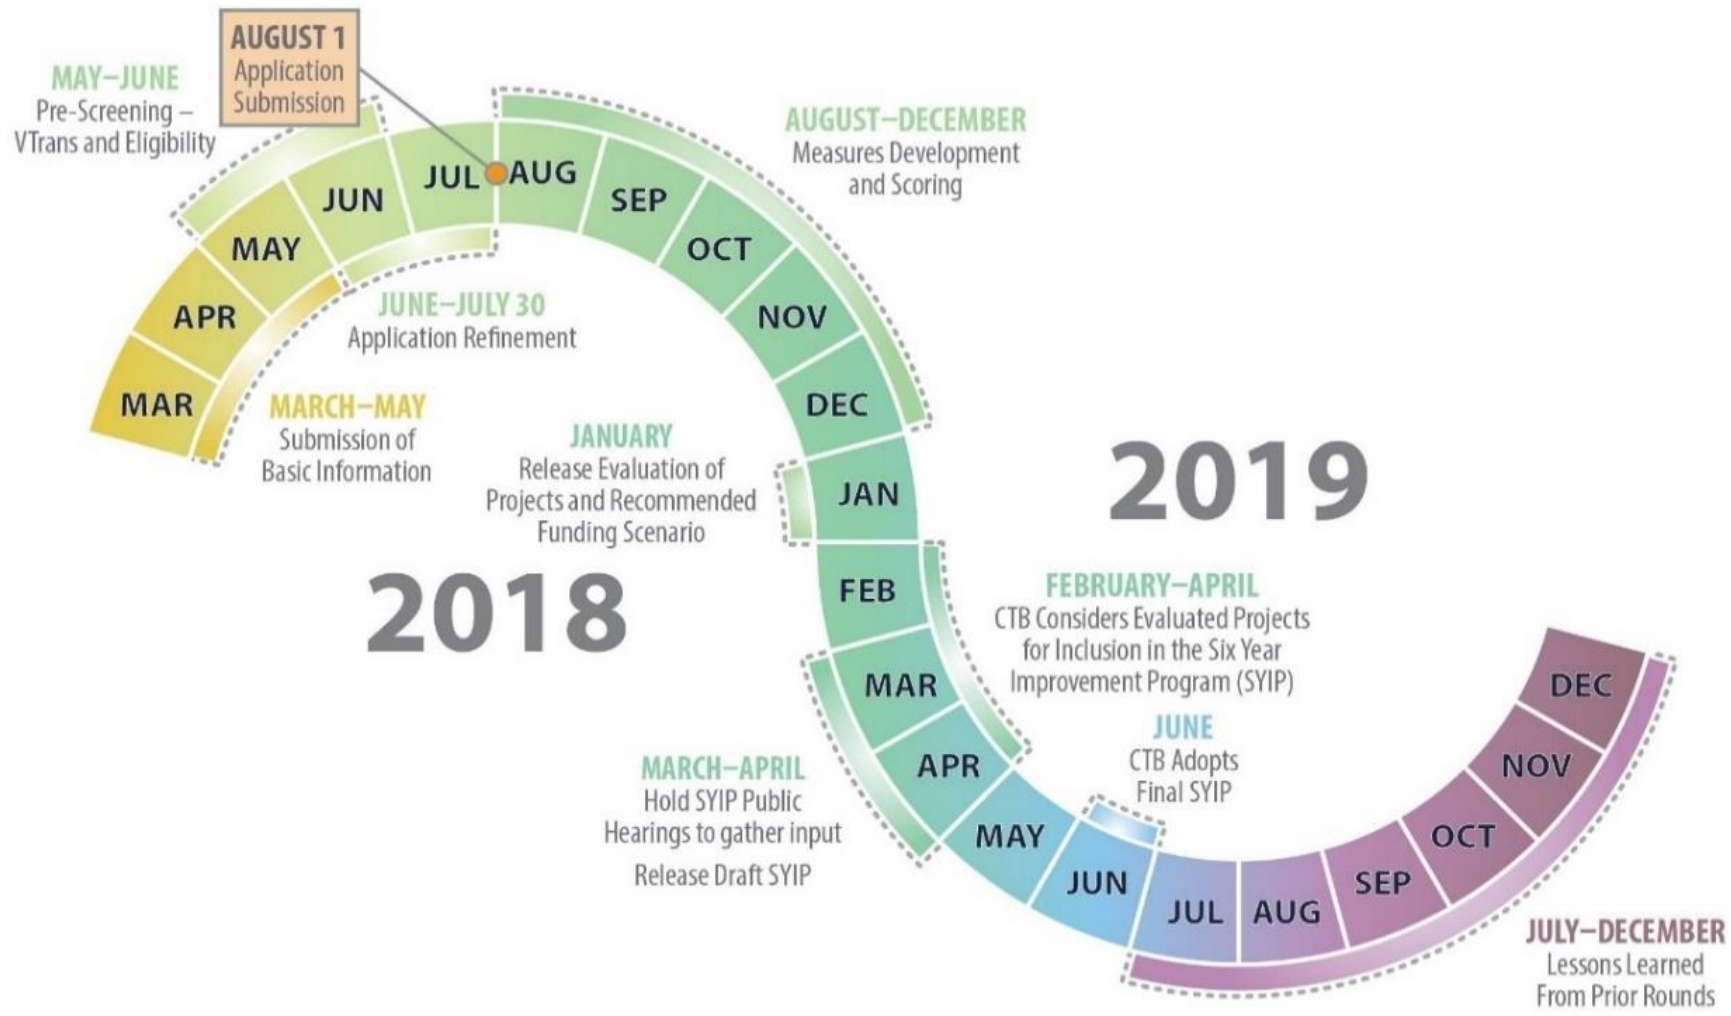 AUGUST 1
Application
Submission
MAY–JUNE
Pre-Screening –
VTrans and Eligibility
AUGUST–DECEMBER
Measures Development
and Scoring
MAR
APR
MAY
JUN
JUL
AUG
SEP
OCT
NOV
DEC
JUNE–JULY 30
Application Refinement
MARCH–MAY
Submission of
Basic Information
JANUARY
Release Evaluation of
Projects and Recommended
Funding Scenario
2018
2019
JAN
FEB
MAR
APR
MAY
JUN
JUL
AUG
SEP
OCT
NOV
DEC
FEBRUARY–APRIL
CTB Considers Evaluated Projects
for Inclusion in the Six Year
Improvement Program (SYIP)
MARCH–APRIL
Hold SYIP Public
Hearings to gather input
Release Draft SYIP
JUNE
CTB Adopts
Final SYIP
JULY–DECEMBER
Lessons Learned
From Prior Rounds